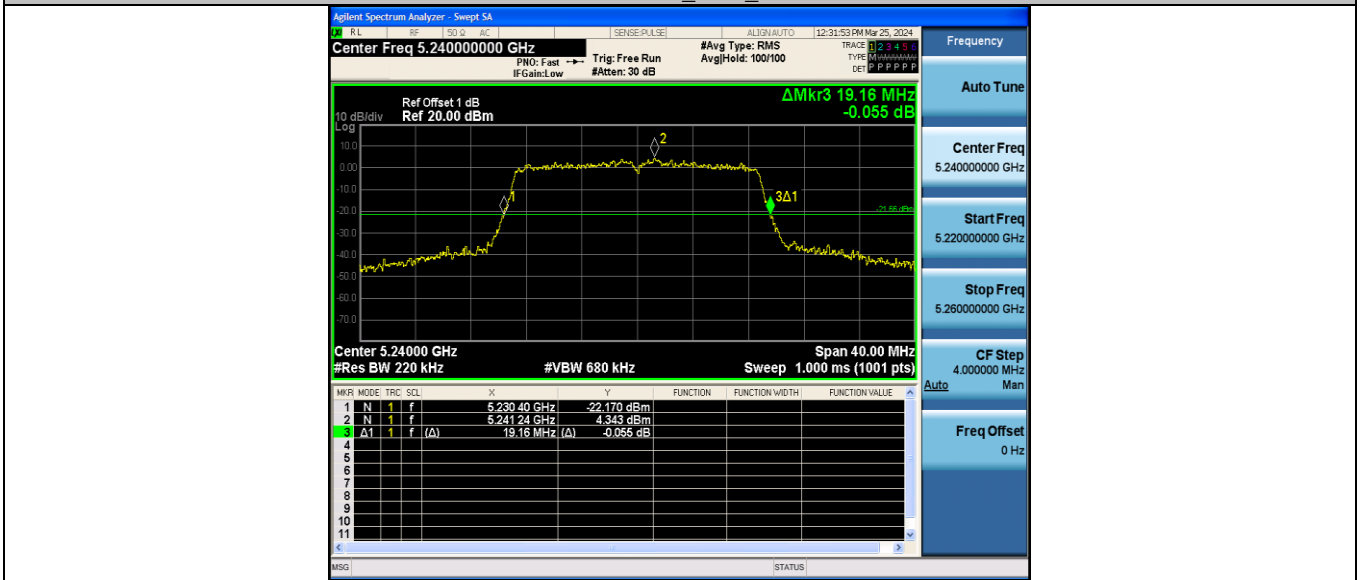 Agilent Spectrum Analyzer - Swept SA
RL RF 50 Ω AC SENSE:PULSE ALIGNAUTO 12:31:53 PM Mar 25, 2024
Center Freq 5.240000000 GHz #Avg Type: RMS TRACE 1 2 3 4 5 6
PNO: Fast Trig: Free Run Avg|Hold: 100/100 TYPE M
IFGain:Low #Atten: 30 dB DET P P P P P P
Frequency
Auto Tune
Center Freq
5.240000000 GHz
Start Freq
5.220000000 GHz
Stop Freq
5.260000000 GHz
CF Step
4.000000 MHz
Auto Man
Freq Offset
0 Hz
ΔMkr3 19.16 MHz
-0.055 dB
Ref Offset 1 dB
10 dB/div Ref 20.00 dBm
Log
10.0
0.00
-10.0
-20.0
-30.0
-40.0
-50.0
-60.0
-70.0
1
2
3Δ1
-21.66 dBm
Center 5.24000 GHz Span 40.00 MHz
#Res BW 220 kHz #VBW 680 kHz Sweep 1.000 ms (1001 pts)
MKR MODE TRC SCL X Y FUNCTION FUNCTION WIDTH FUNCTION VALUE
1 N 1 f 5.230 40 GHz -22.170 dBm
2 N 1 f 5.241 24 GHz 4.343 dBm
3 Δ1 1 f (Δ) 19.16 MHz (Δ) -0.055 dB
4
5
6
7
8
9
10
11
MSG STATUS